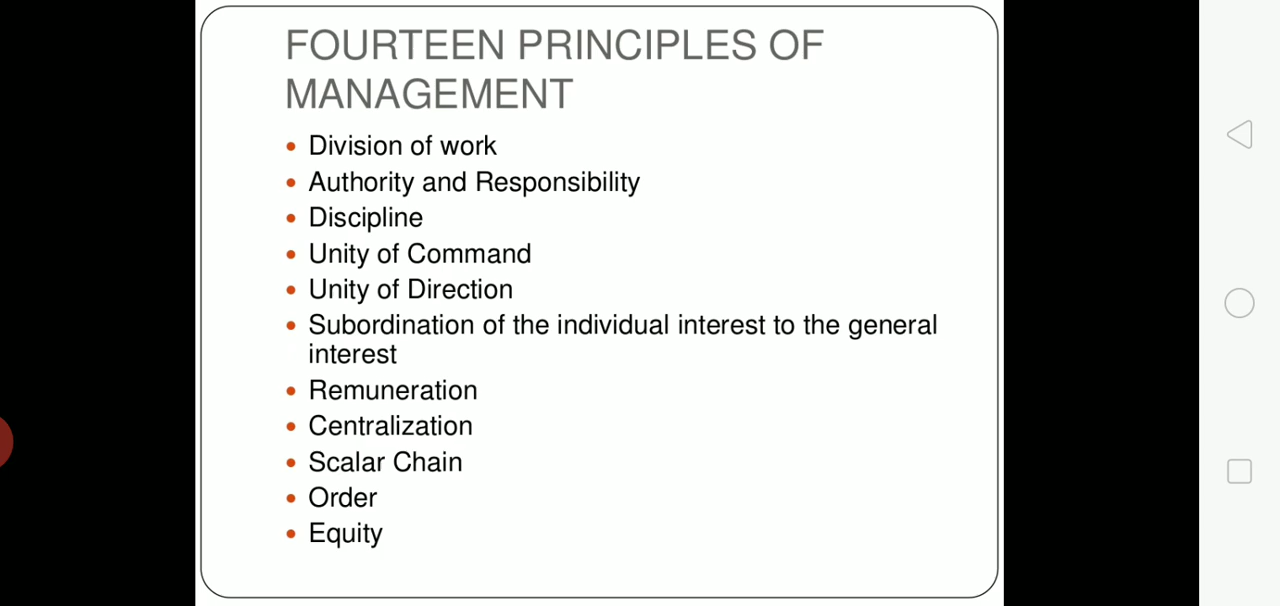 FOURTEEN PRINCIPLES OF
MANAGEMENT
• Division of work
• Authority and Responsibility
• Discipline
• Unity of Command
• Unity of Direction
• Subordination of the individual interest to the general
interest
• Remuneration
• Centralization
• Scalar Chain
• Order
• Equity